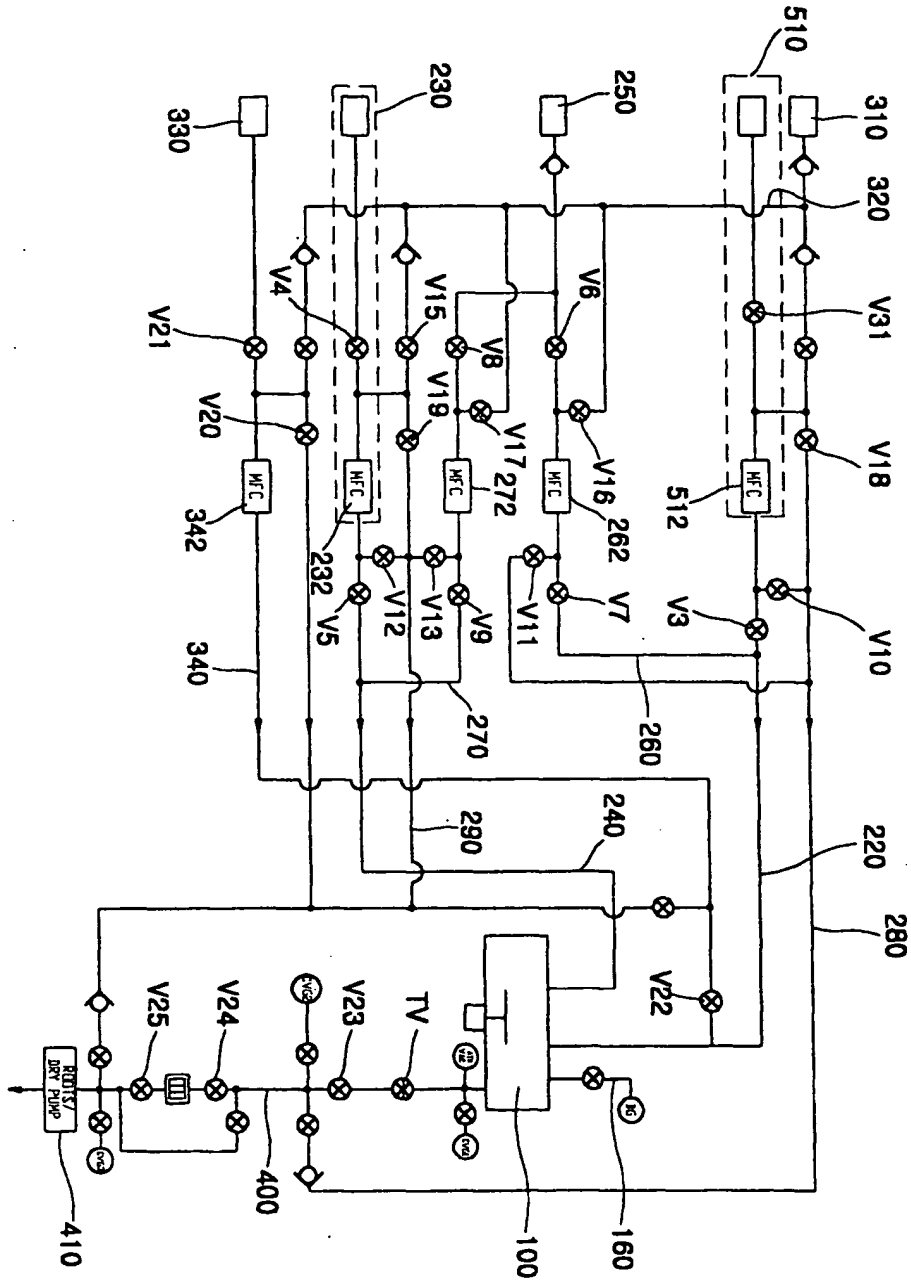 310
320
V18
V10
220
280
510
V31
MFC
512
V3
260
V22
BG
160
250
V6
V16
MFC
262
V7
V11
100
V8
V17
MFC
272
V9
V13
270
290
240
230
V15
V19
V4
MFC
232
V12
V5
TV
V23
CVG2
400
330
V21
V20
MFC
342
340
V24
V25
ROOTS/
DRY PUMP
410